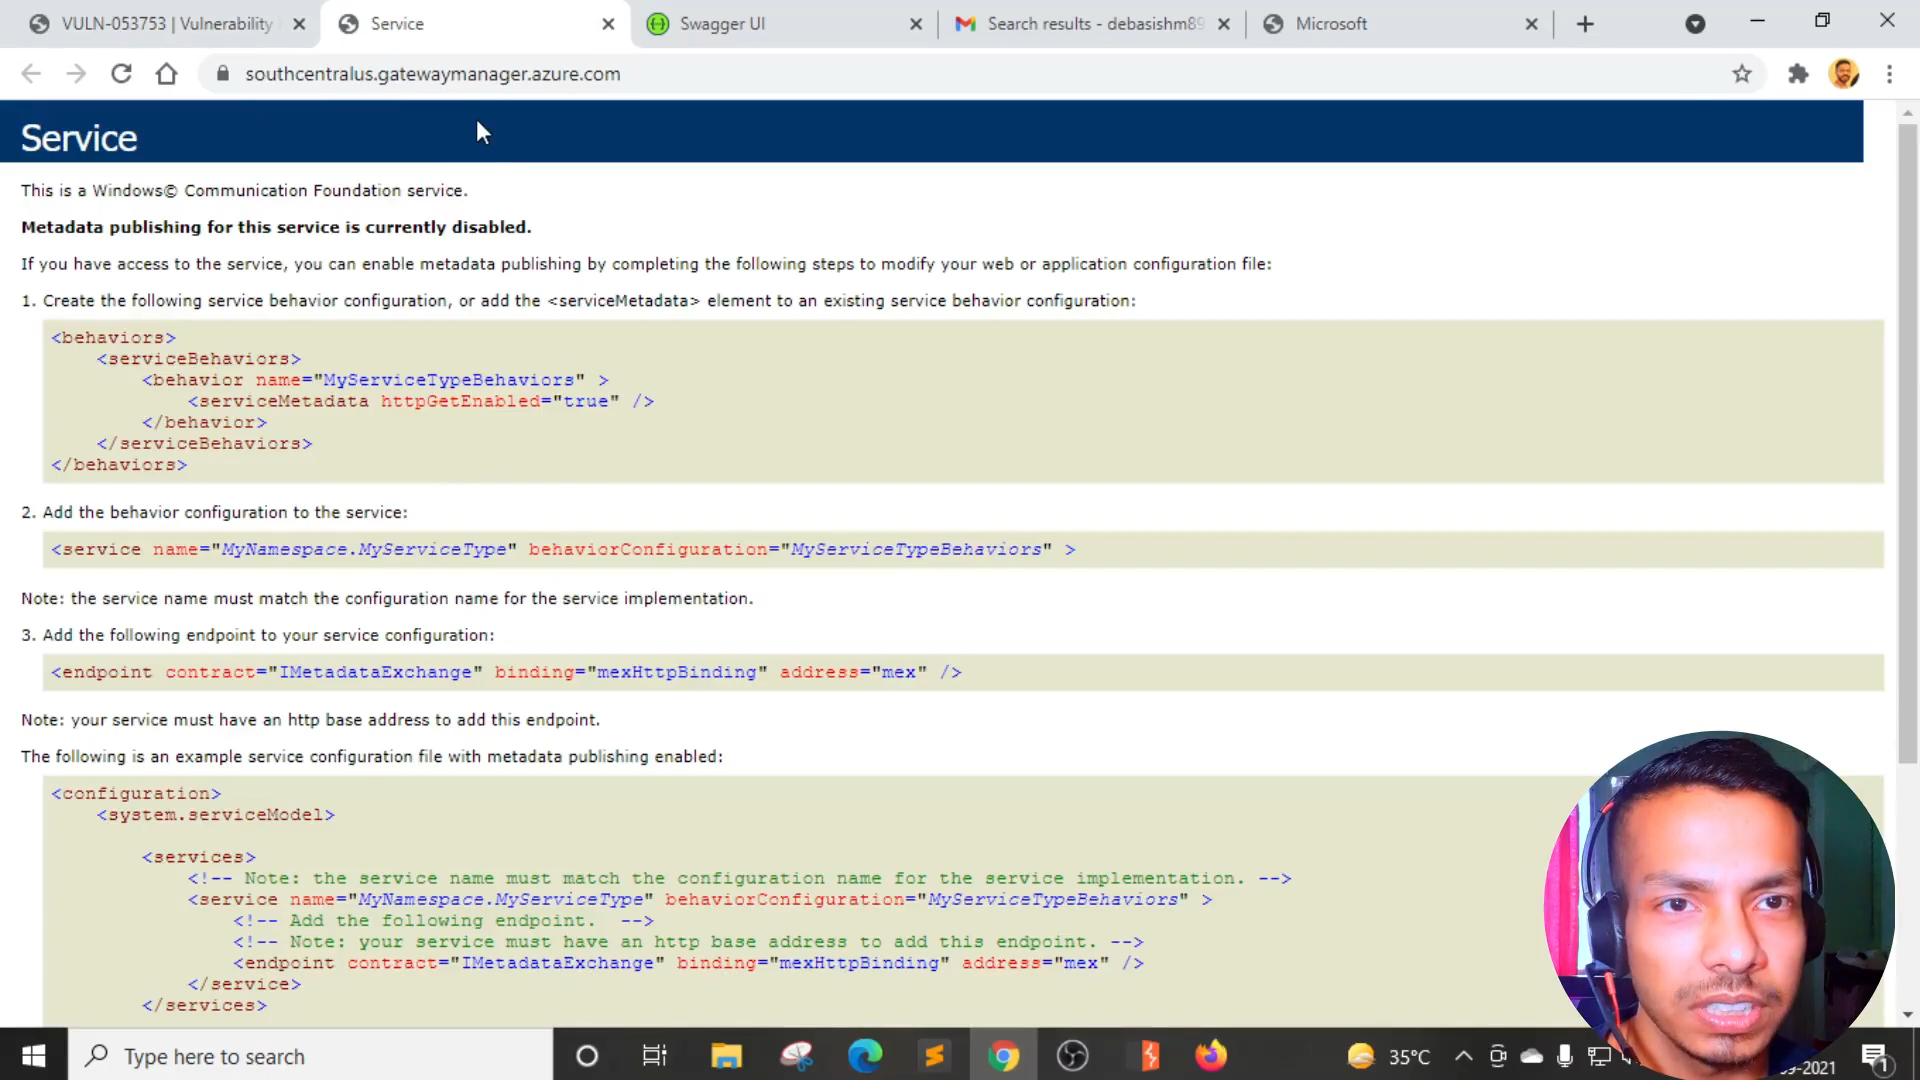 VULN-053753 | Vulnerability
Service
Swagger UI
Search results - debasishm89
Microsoft
southcentralus.gatewaymanager.azure.com
Service
This is a Windows© Communication Foundation service.
Metadata publishing for this service is currently disabled.
If you have access to the service, you can enable metadata publishing by completing the following steps to modify your web or application configuration file:
1. Create the following service behavior configuration, or add the <serviceMetadata> element to an existing service behavior configuration:
<behaviors>
<serviceBehaviors>
<behavior name="MyServiceTypeBehaviors" >
<serviceMetadata httpGetEnabled="true" />
</behavior>
</serviceBehaviors>
</behaviors>
2. Add the behavior configuration to the service:
<service name="MyNamespace.MyServiceType" behaviorConfiguration="MyServiceTypeBehaviors" >
Note: the service name must match the configuration name for the service implementation.
3. Add the following endpoint to your service configuration:
<endpoint contract="IMetadataExchange" binding="mexHttpBinding" address="mex" />
Note: your service must have an http base address to add this endpoint.
The following is an example service configuration file with metadata publishing enabled:
<configuration>
<system.serviceModel>
<services>
<!-- Note: the service name must match the configuration name for the service implementation. -->
<service name="MyNamespace.MyServiceType" behaviorConfiguration="MyServiceTypeBehaviors" >
<!-- Add the following endpoint. -->
<!-- Note: your service must have an http base address to add this endpoint. -->
<endpoint contract="IMetadataExchange" binding="mexHttpBinding" address="mex" />
</service>
</services>
Type here to search
35°C
-2021
1